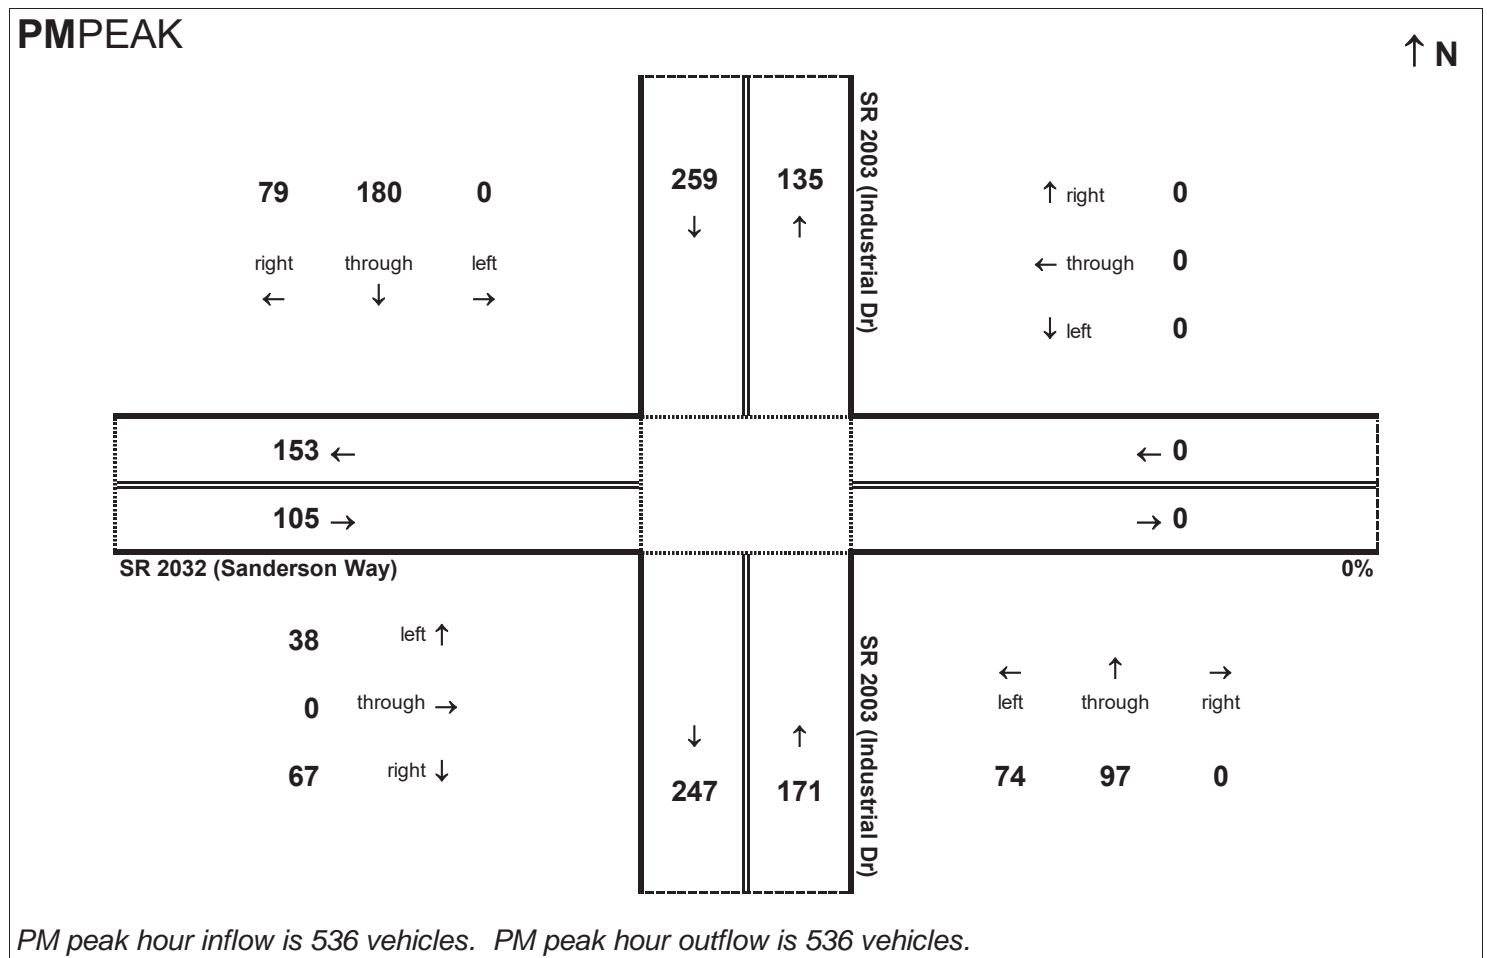 PMPEAK
↑ N
SR 2003 (Industrial Dr)
259 135
↓ ↑
79 180 0
right through left
← ↓ →
↑ right 0
← through 0
↓ left 0
153 ←
← 0
105 →
→ 0
SR 2032 (Sanderson Way)
0%
38 left ↑
0 through →
67 right ↓
SR 2003 (Industrial Dr)
↓ ↑
247 171
← ↑ →
left through right
74 97 0
PM peak hour inflow is 536 vehicles. PM peak hour outflow is 536 vehicles.